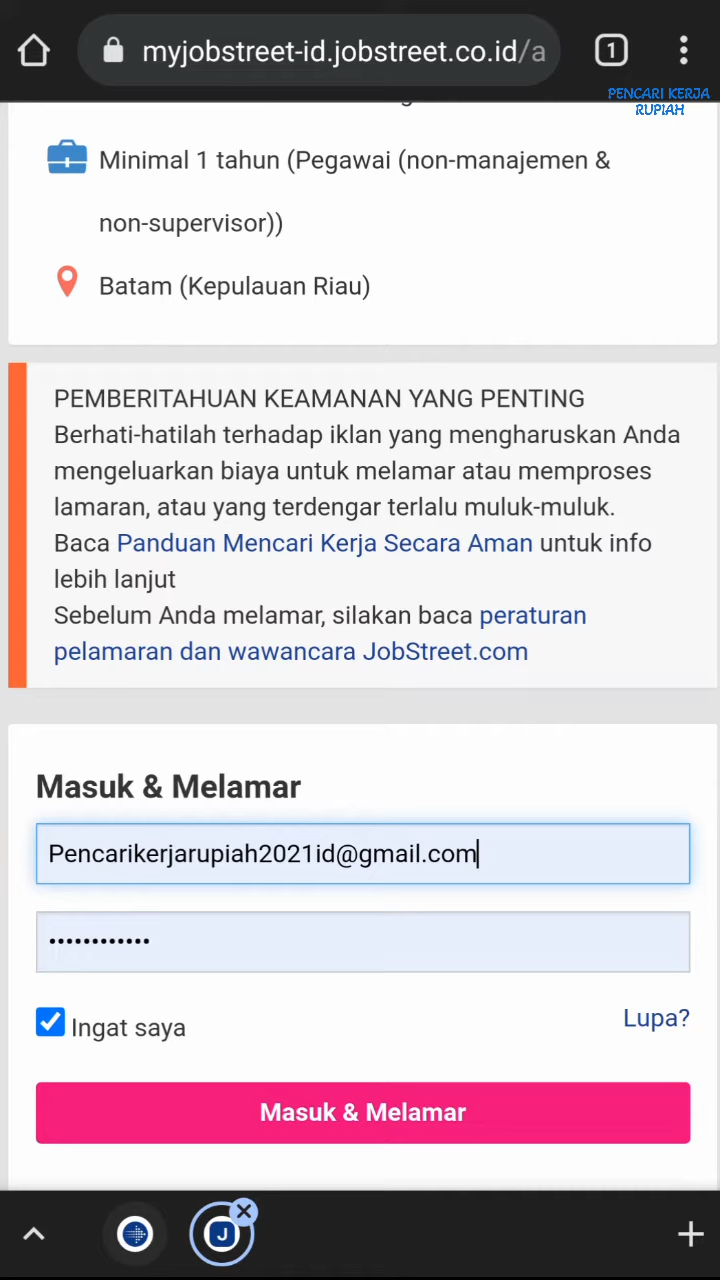 myjobstreet-id.jobstreet.co.id/a
1
PENCARI KERJA
RUPIAH
Minimal 1 tahun (Pegawai (non-manajemen &
non-supervisor))
Batam (Kepulauan Riau)
PEMBERITAHUAN KEAMANAN YANG PENTING
Berhati-hatilah terhadap iklan yang mengharuskan Anda
mengeluarkan biaya untuk melamar atau memproses
lamaran, atau yang terdengar terlalu muluk-muluk.
Baca Panduan Mencari Kerja Secara Aman untuk info
lebih lanjut
Sebelum Anda melamar, silakan baca peraturan
pelamaran dan wawancara JobStreet.com
Masuk & Melamar
Pencarikerjarupiah2021id@gmail.com
••••••••••••
Ingat saya
Lupa?
Masuk & Melamar
J